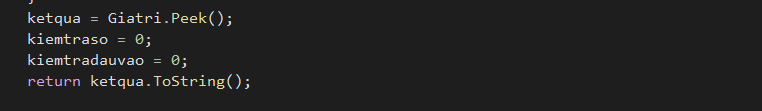 }
ketqua = Giatri.Peek();
kiemtraso = 0;
kiemtradauvao = 0;
return ketqua.ToString();